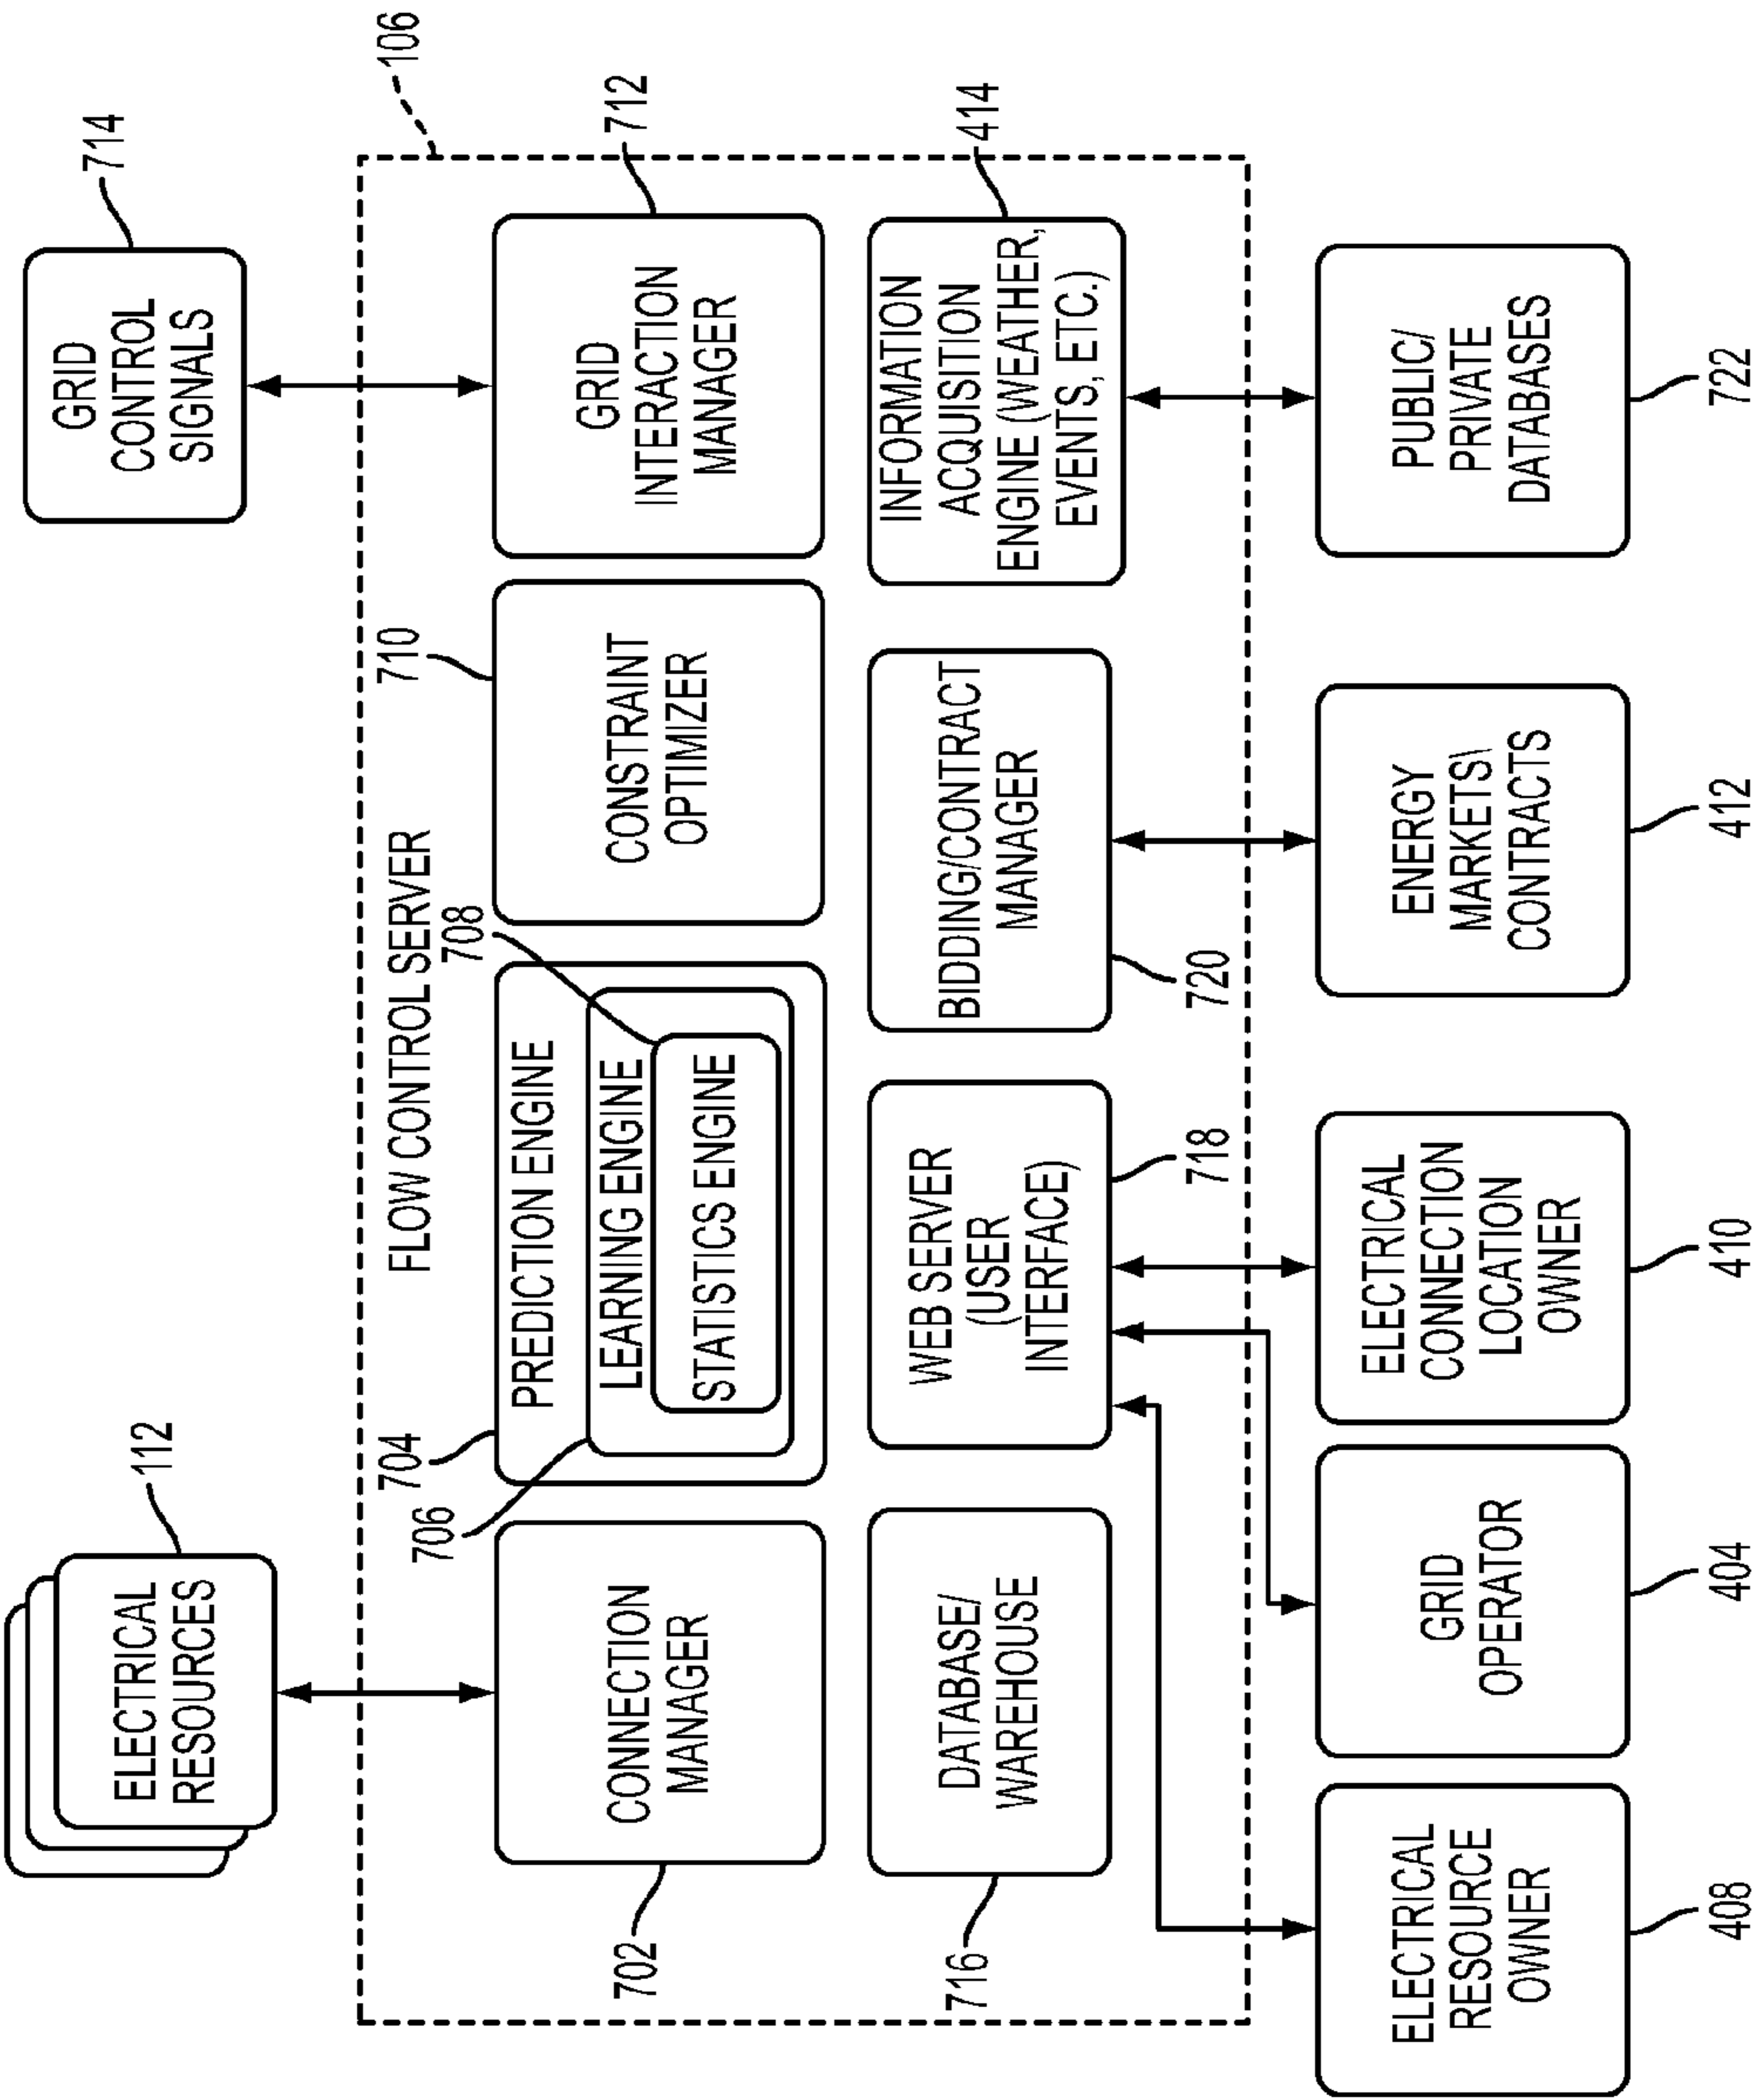 112
ELECTRICAL
RESOURCES
714
GRID
CONTROL
SIGNALS
106
FLOW CONTROL SERVER
702
CONNECTION
MANAGER
704
PREDICTION ENGINE
706
LEARNING ENGINE
708
STATISTICS ENGINE
710
CONSTRAINT
OPTIMIZER
712
GRID
INTERACTION
MANAGER
716
DATABASE/
WAREHOUSE
WEB SERVER
(USER
INTERFACE)
718
BIDDING/CONTRACT
MANAGER
720
414
INFORMATION
ACQUISITION
ENGINE (WEATHER,
EVENTS, ETC.)
ELECTRICAL
RESOURCE
OWNER
408
GRID
OPERATOR
404
ELECTRICAL
CONNECTION
LOCATION
OWNER
410
ENERGY
MARKETS\
CONTRACTS
412
PUBLIC/
PRIVATE
DATABASES
722